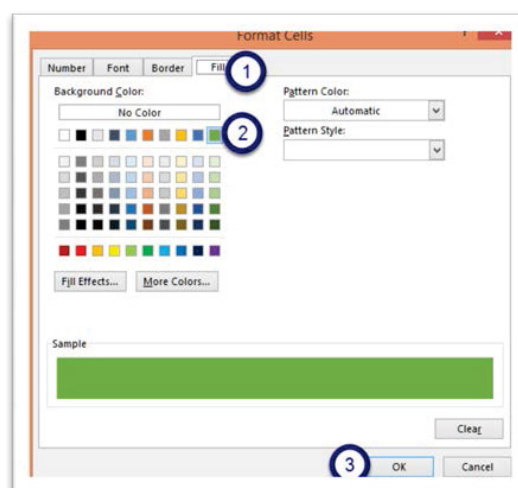 Format Cells
?
Number Font Border Fill
1
Background Color:
No Color
2
Pattern Color:
Automatic
Pattern Style:
Fill Effects... More Colors...
Sample
Clear
3
OK Cancel